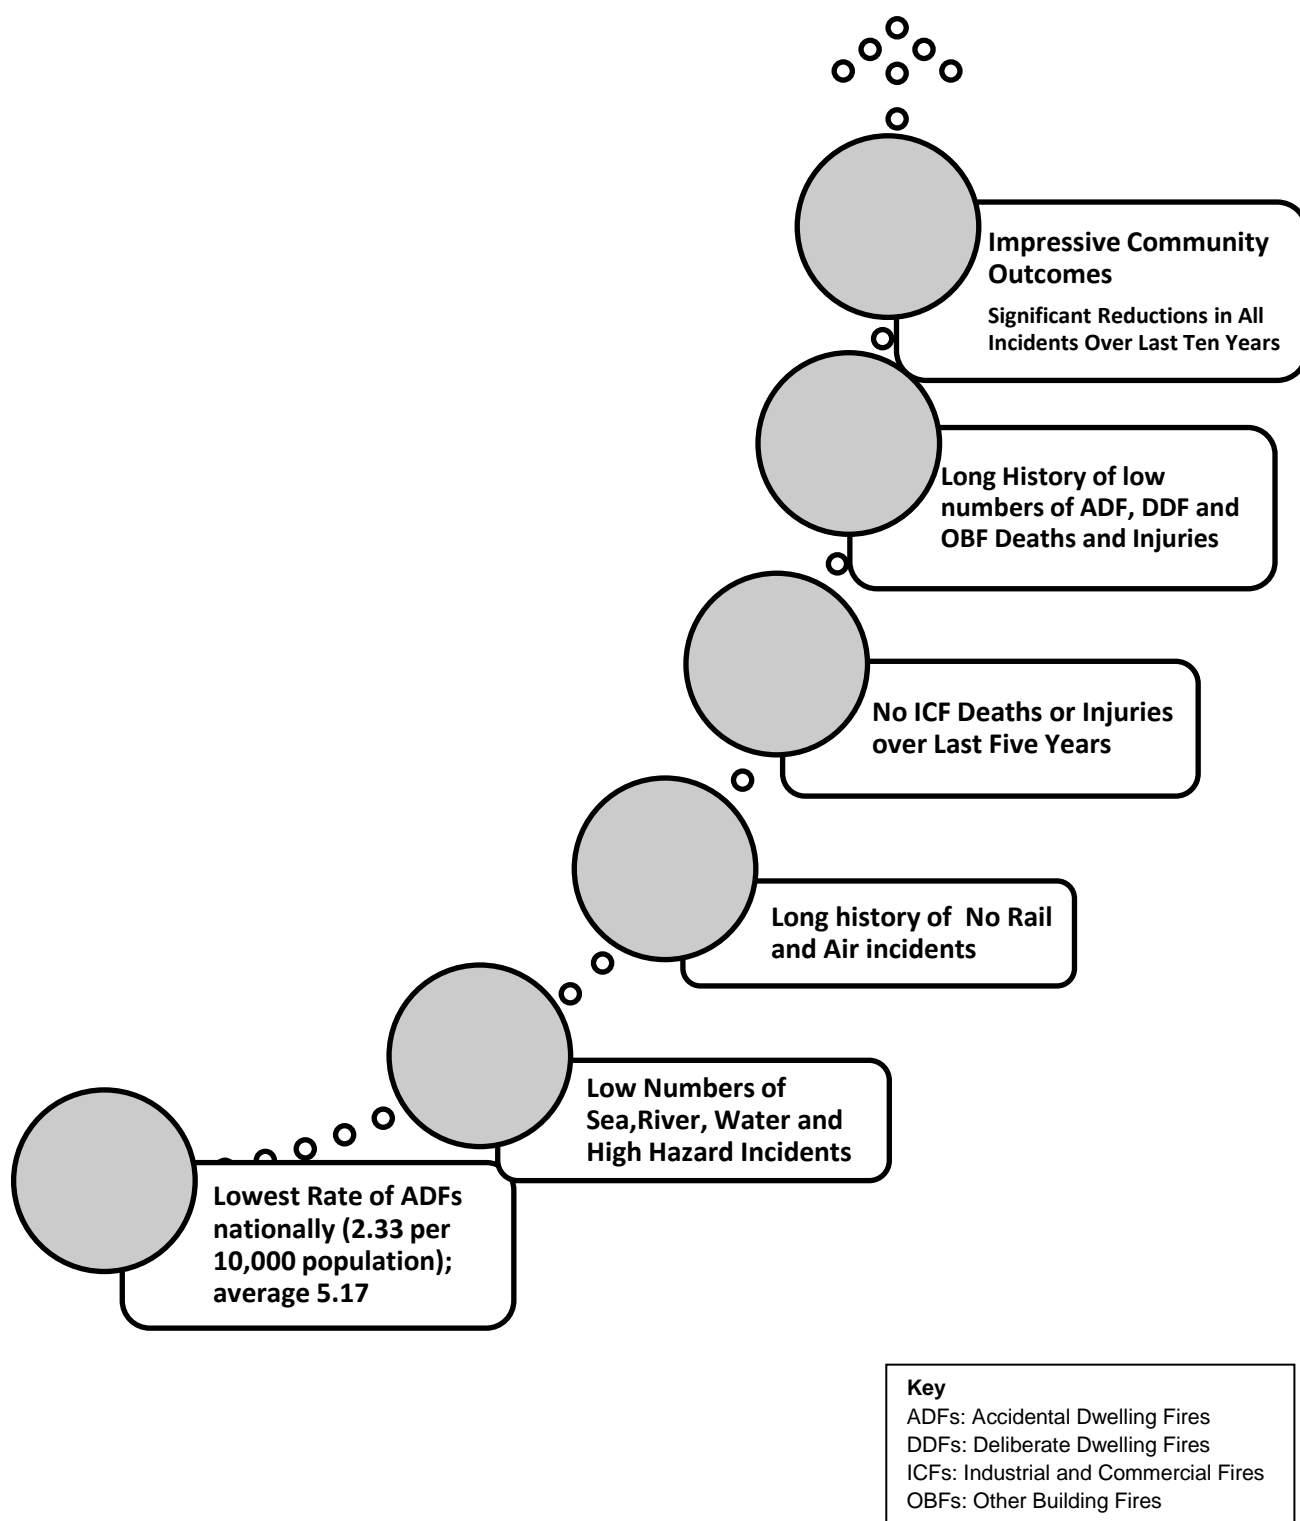 Impressive Community
Outcomes
Significant Reductions in All
Incidents Over Last Ten Years
Long History of low
numbers of ADF, DDF and
OBF Deaths and Injuries
No ICF Deaths or Injuries
over Last Five Years
Long history of  No Rail
and Air incidents
Low Numbers of
Sea,River, Water and
High Hazard Incidents
Lowest Rate of ADFs
nationally (2.33 per
10,000 population);
average 5.17
Key
ADFs: Accidental Dwelling Fires
DDFs: Deliberate Dwelling Fires
ICFs: Industrial and Commercial Fires
OBFs: Other Building Fires